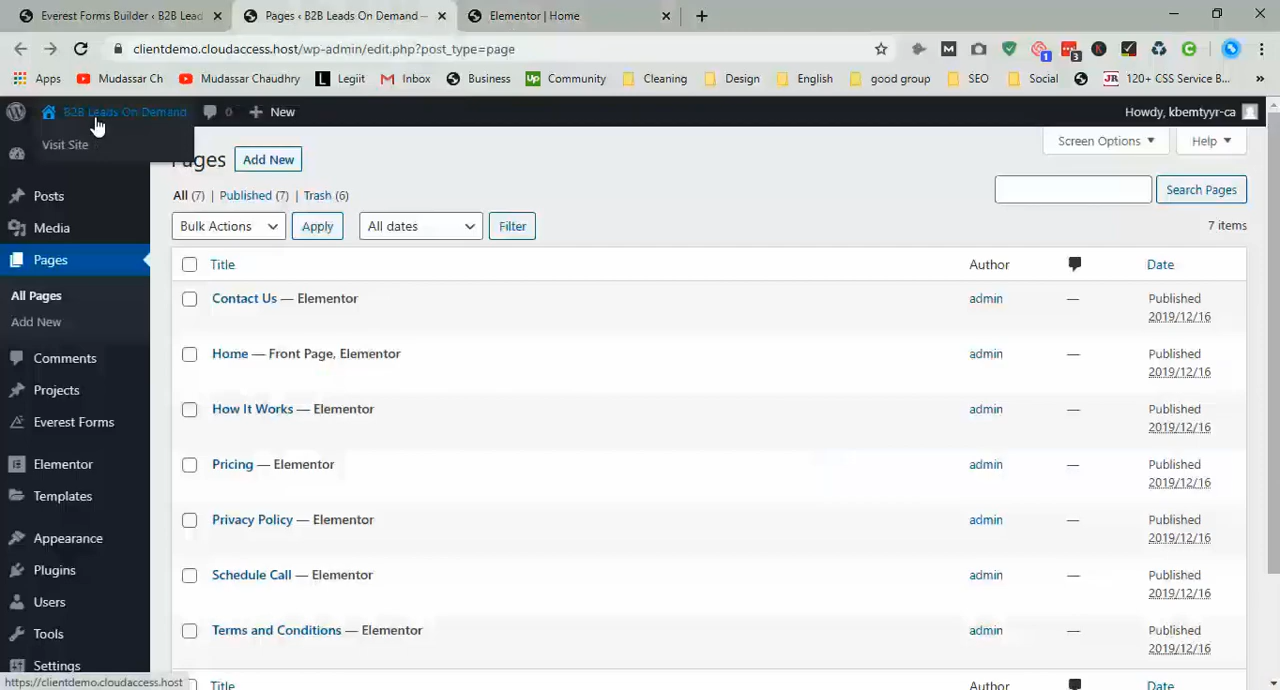 Everest Forms Builder ‹ B2B Lead
Pages ‹ B2B Leads On Demand —
Elementor | Home
clientdemo.cloudaccess.host/wp-admin/edit.php?post_type=page
1
3
Apps
Mudassar Ch
Mudassar Chaudhry
Legiit
Inbox
Business
Up Community
Cleaning
Design
English
good group
SEO
Social
JR 120+ CSS Service B...
»
B2B Leads On Demand
0
New
Howdy, kbemtyyr-ca
Visit Site
Screen Options
Help
Pages
Add New
All (7) | Published (7) | Trash (6)
Search Pages
Bulk Actions
Apply
All dates
Filter
7 items
Title
Author
Date
Contact Us — Elementor
admin
—
Published
2019/12/16
Home — Front Page, Elementor
admin
—
Published
2019/12/16
How It Works — Elementor
admin
—
Published
2019/12/16
Pricing — Elementor
admin
—
Published
2019/12/16
Privacy Policy — Elementor
admin
—
Published
2019/12/16
Schedule Call — Elementor
admin
—
Published
2019/12/16
Terms and Conditions — Elementor
admin
—
Published
2019/12/16
Title
Author
Date
Posts
Media
Pages
All Pages
Add New
Comments
Projects
Everest Forms
Elementor
Templates
Appearance
Plugins
Users
Tools
Settings
https://clientdemo.cloudaccess.host